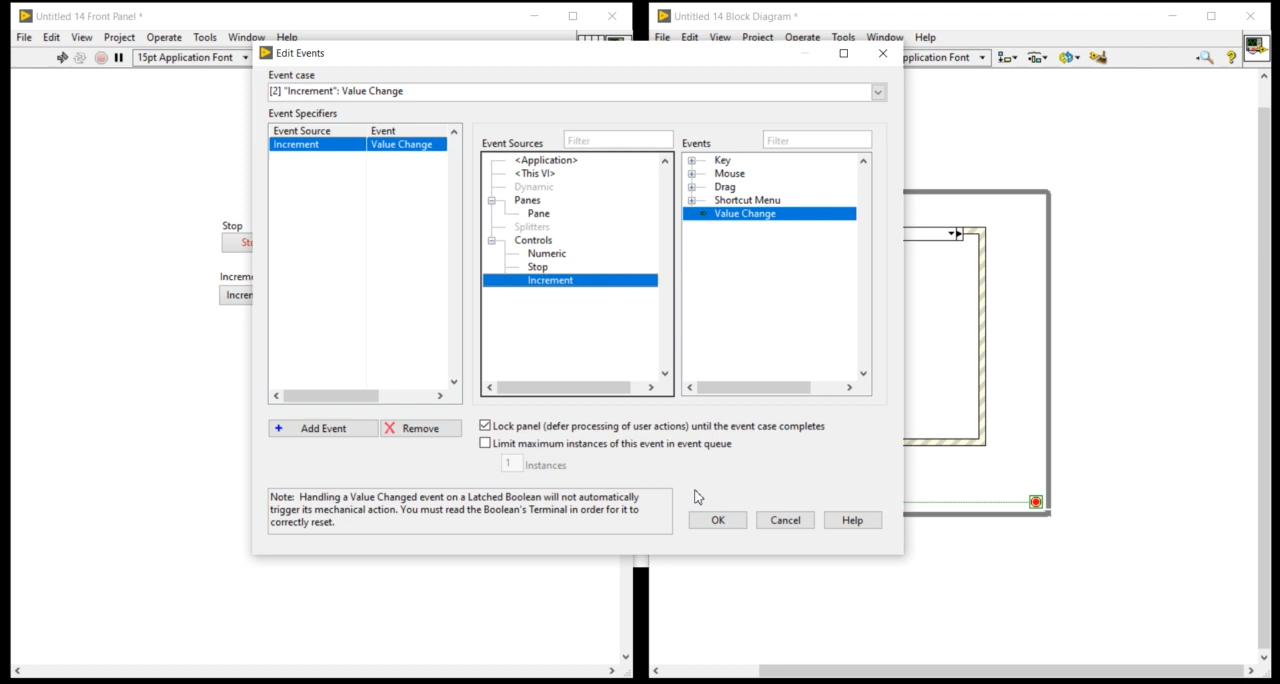 Untitled 14 Front Panel *
File Edit View Project Operate Tools Window Help
15pt Application Font
Stop
Untitled 14 Block Diagram *
File Edit View Project Operate Tools Window Help
pplication Font
?
Edit Events
Event case
[2] "Increment": Value Change
Event Specifiers
Event Source Event
Increment Value Change
Add Event
Remove
Event Sources Filter
<Application>
<This VI>
Dynamic
Panes
Pane
Splitters
Controls
Numeric
Stop
Increment
Events Filter
Key
Mouse
Drag
Shortcut Menu
Value Change
Lock panel (defer processing of user actions) until the event case completes
Limit maximum instances of this event in event queue
1 Instances
Note: Handling a Value Changed event on a Latched Boolean will not automatically
trigger its mechanical action. You must read the Boolean's Terminal in order for it to
correctly reset.
OK Cancel Help